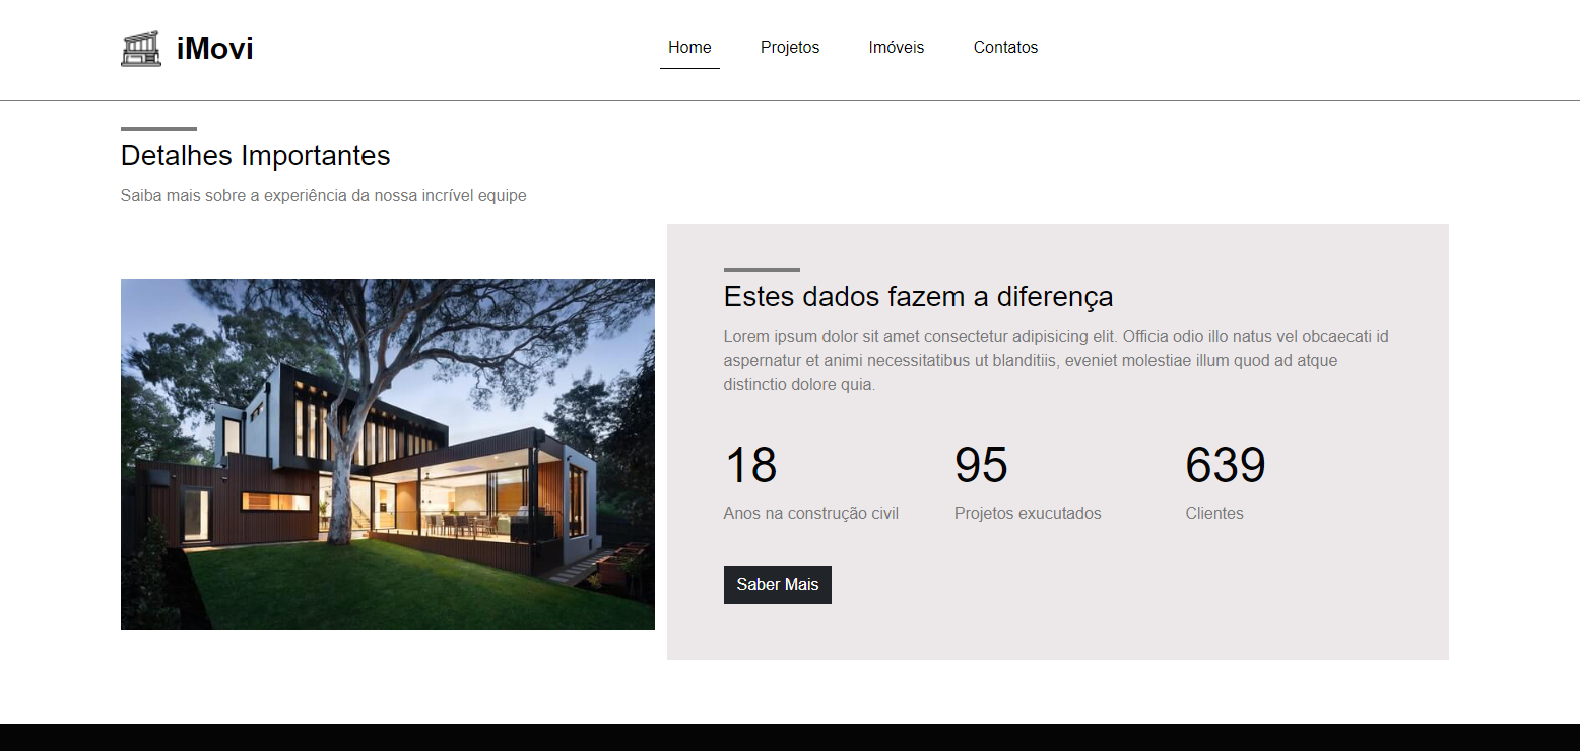 iMovi
Home Projetos Imóveis Contatos
Detalhes Importantes
Saiba mais sobre a experiência da nossa incrível equipe
Estes dados fazem a diferença
Lorem ipsum dolor sit amet consectetur adipisicing elit. Officia odio illo natus vel obcaecati id
aspernatur et animi necessitatibus ut blanditiis, eveniet molestiae illum quod ad atque
distinctio dolore quia.
18 95 639
Anos na construção civil Projetos exucutados Clientes
Saber Mais